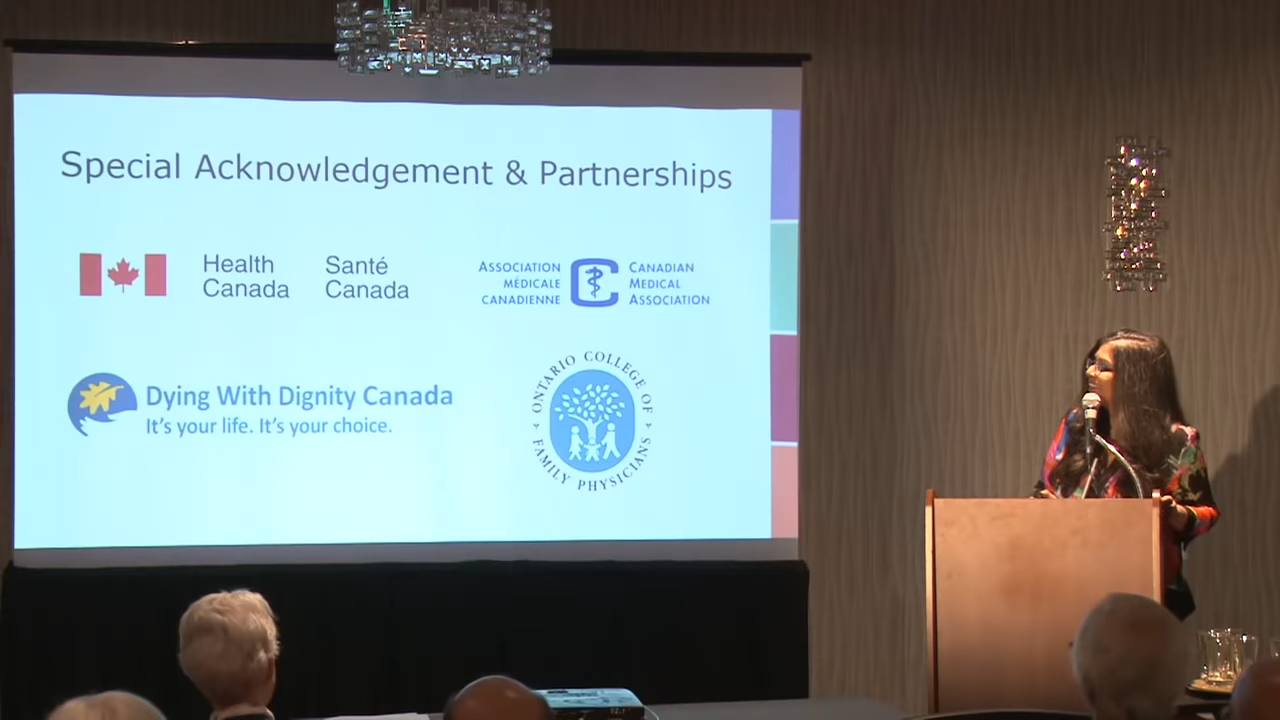 Special Acknowledgement & Partnerships
Health Canada
Santé Canada
ASSOCIATION MÉDICALE CANADIENNE
CANADIAN MEDICAL ASSOCIATION
Dying With Dignity Canada
It's your life. It's your choice.
ONTARIO COLLEGE OF FAMILY PHYSICIANS